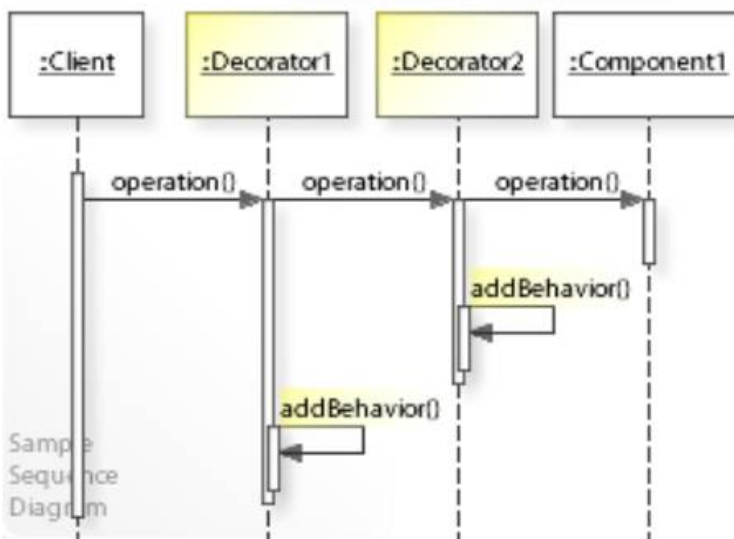 :Client
:Decorator1
:Decorator2
:Component1
operation()
operation()
operation()
addBehavior()
addBehavior()
Sample
Sequence
Diagram